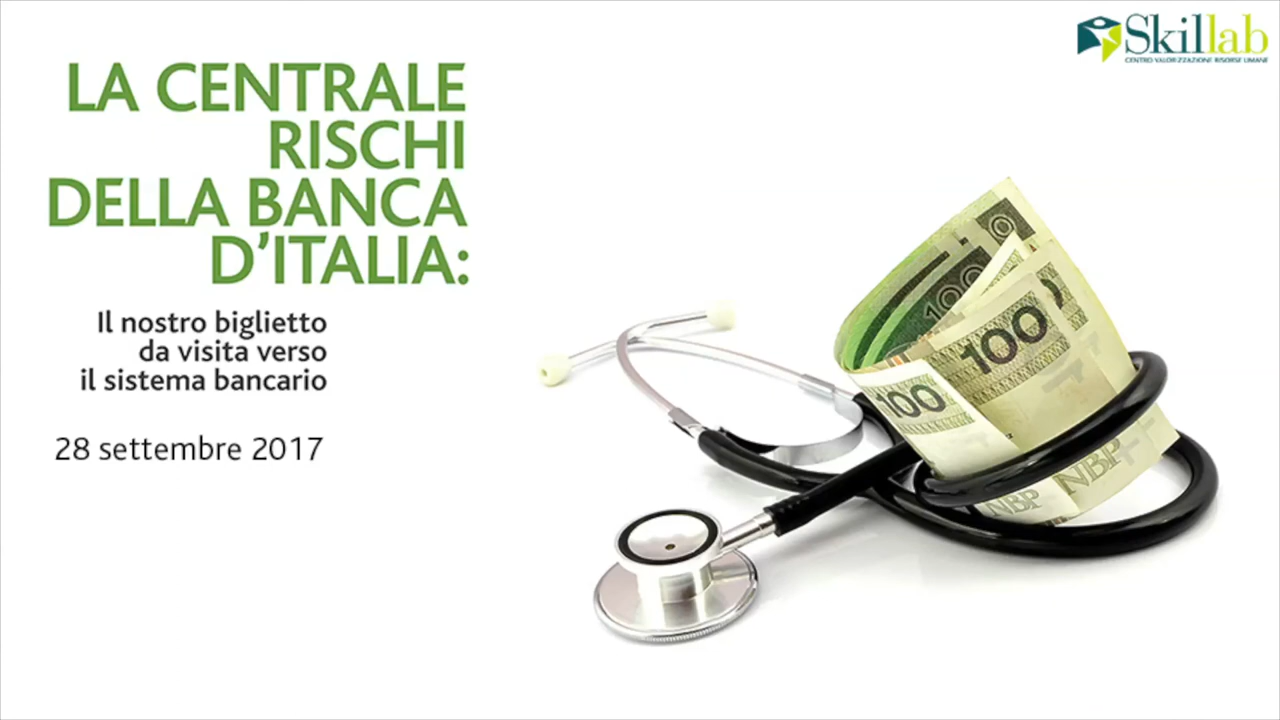 Skillab
CENTRO VALORIZZAZIONE RISORSE UMANE
LA CENTRALE
RISCHI
DELLA BANCA
D’ITALIA:
Il nostro biglietto
da visita verso
il sistema bancario
28 settembre 2017
100
100
100
NBP
NBP